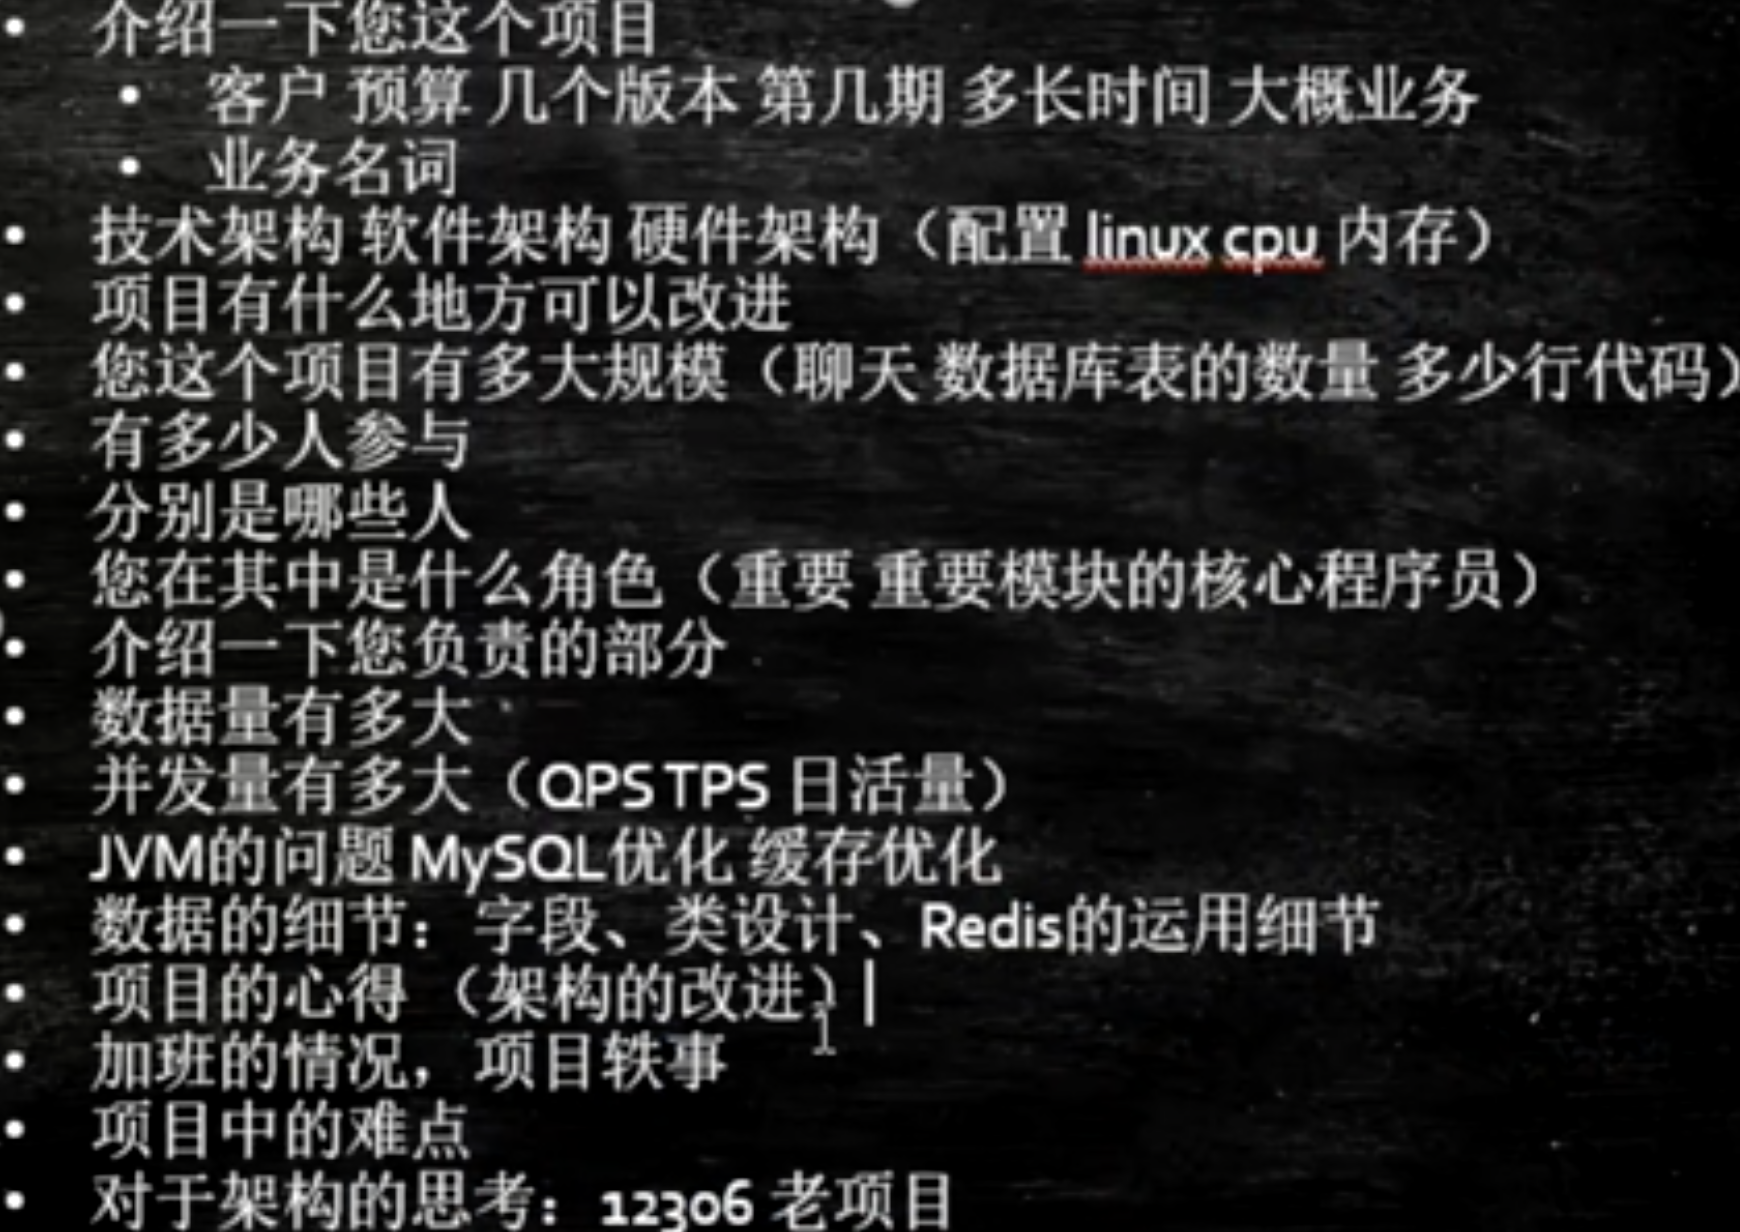 • 介绍一下您这个项目
• 客户 预算 几个版本 第几期 多长时间 大概业务
• 业务名词
• 技术架构 软件架构 硬件架构（配置 linux cpu 内存）
• 项目有什么地方可以改进
• 您这个项目有多大规模（聊天 数据库表的数量 多少行代码）
• 有多少人参与
• 分别是哪些人
• 您在其中是什么角色（重要 重要模块的核心程序员）
• 介绍一下您负责的部分
• 数据量有多大
• 并发量有多大（QPS TPS 日活量）
• JVM的问题 MySQL优化 缓存优化
• 数据的细节：字段、类设计、Redis的运用细节
• 项目的心得 （架构的改进）
• 加班的情况，项目轶事
• 项目中的难点
• 对于架构的思考：12306 老项目